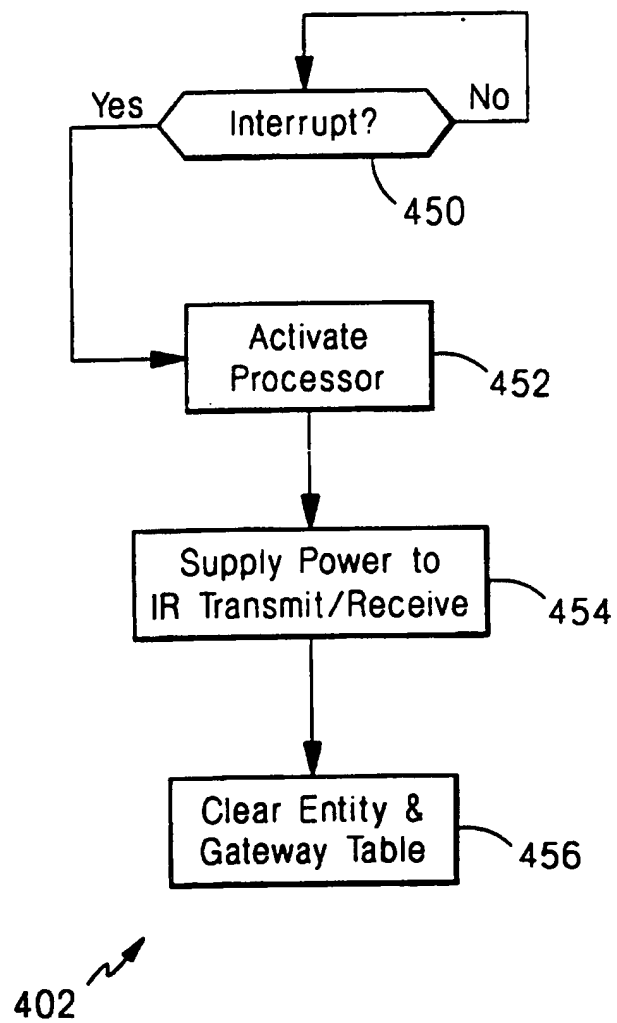 Yes
Interrupt?
No
450
Activate
Processor
452
Supply Power to
IR Transmit/Receive
454
Clear Entity &
Gateway Table
456
402